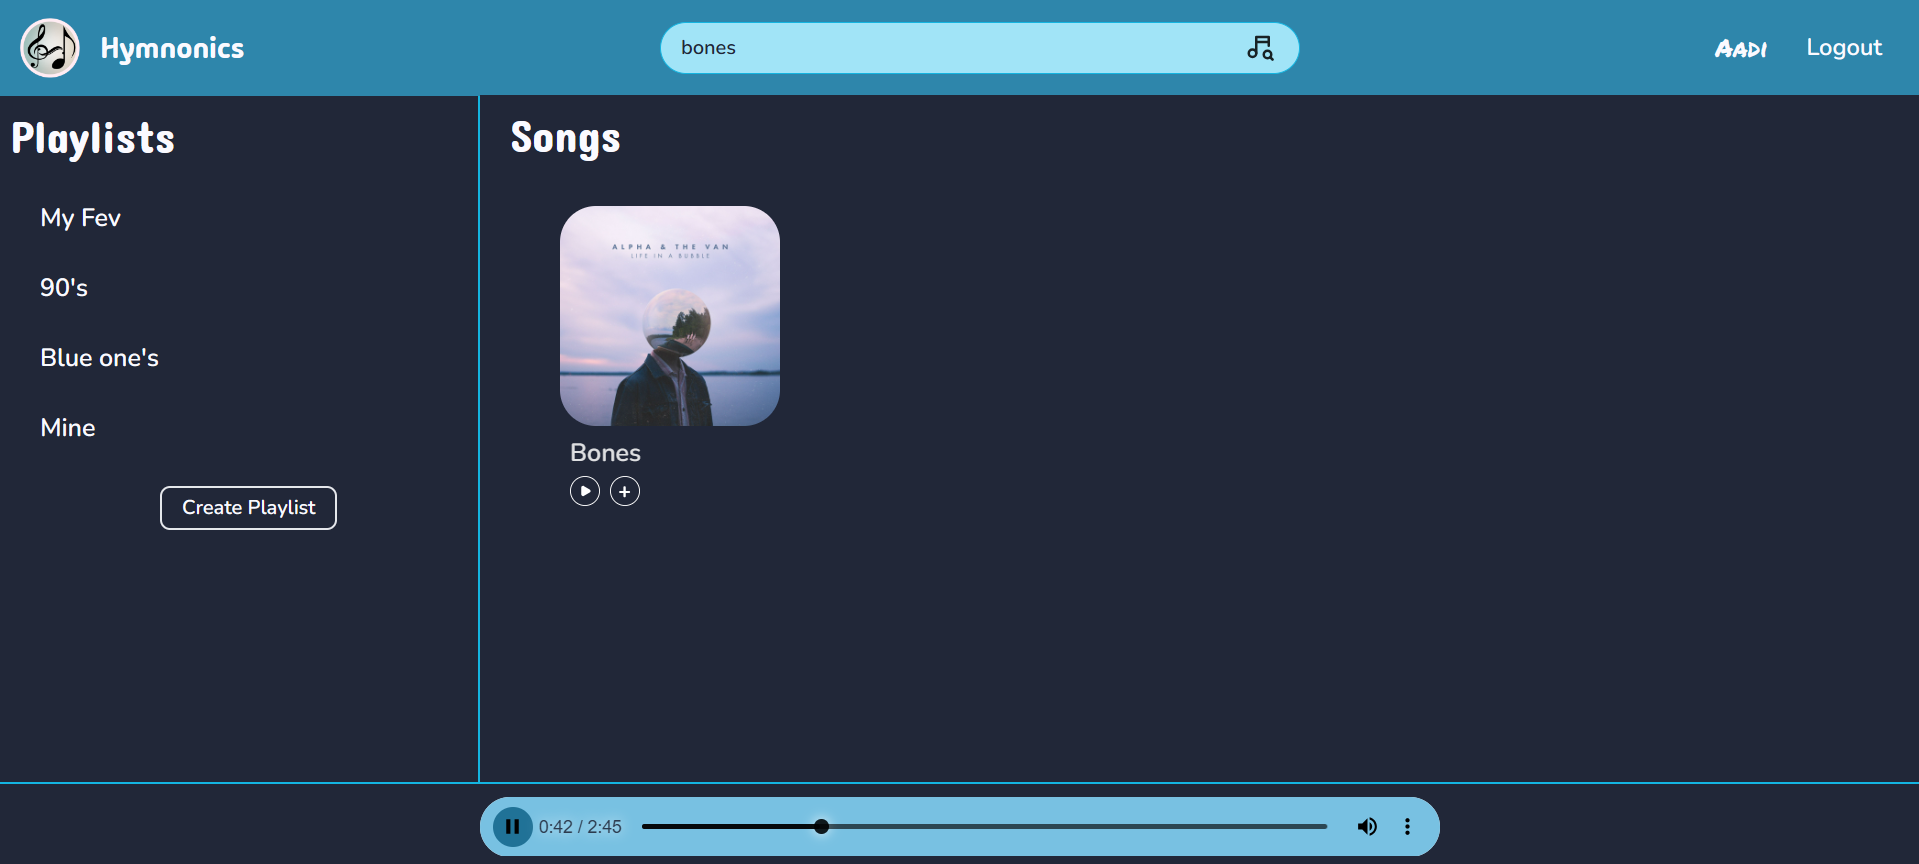 Hymnonics
bones
Aadi
Logout
Playlists
My Fev
90's
Blue one's
Mine
Create Playlist
Songs
ALPHA & THE VAN
LIFE IN A BUBBLE
Bones
0:42 / 2:45